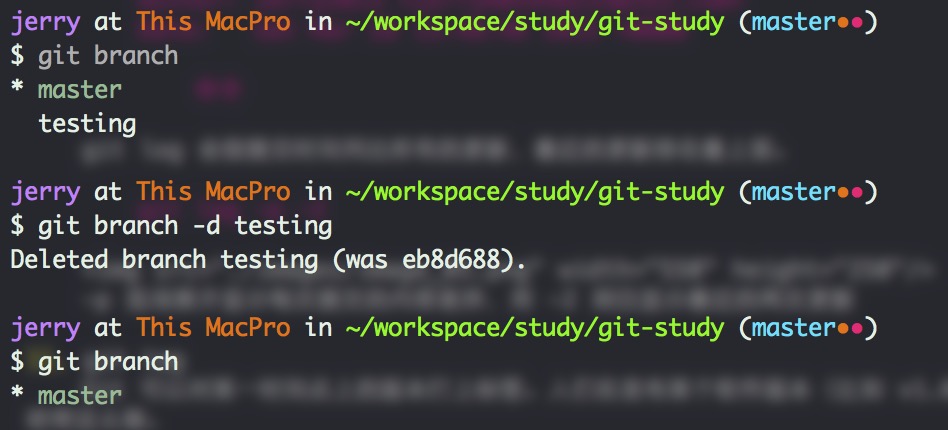 jerry at This MacPro in ~/workspace/study/git-study (master●●)
$ git branch
* master
  testing
jerry at This MacPro in ~/workspace/study/git-study (master●●)
$ git branch -d testing
Deleted branch testing (was eb8d688).
jerry at This MacPro in ~/workspace/study/git-study (master●●)
$ git branch
* master